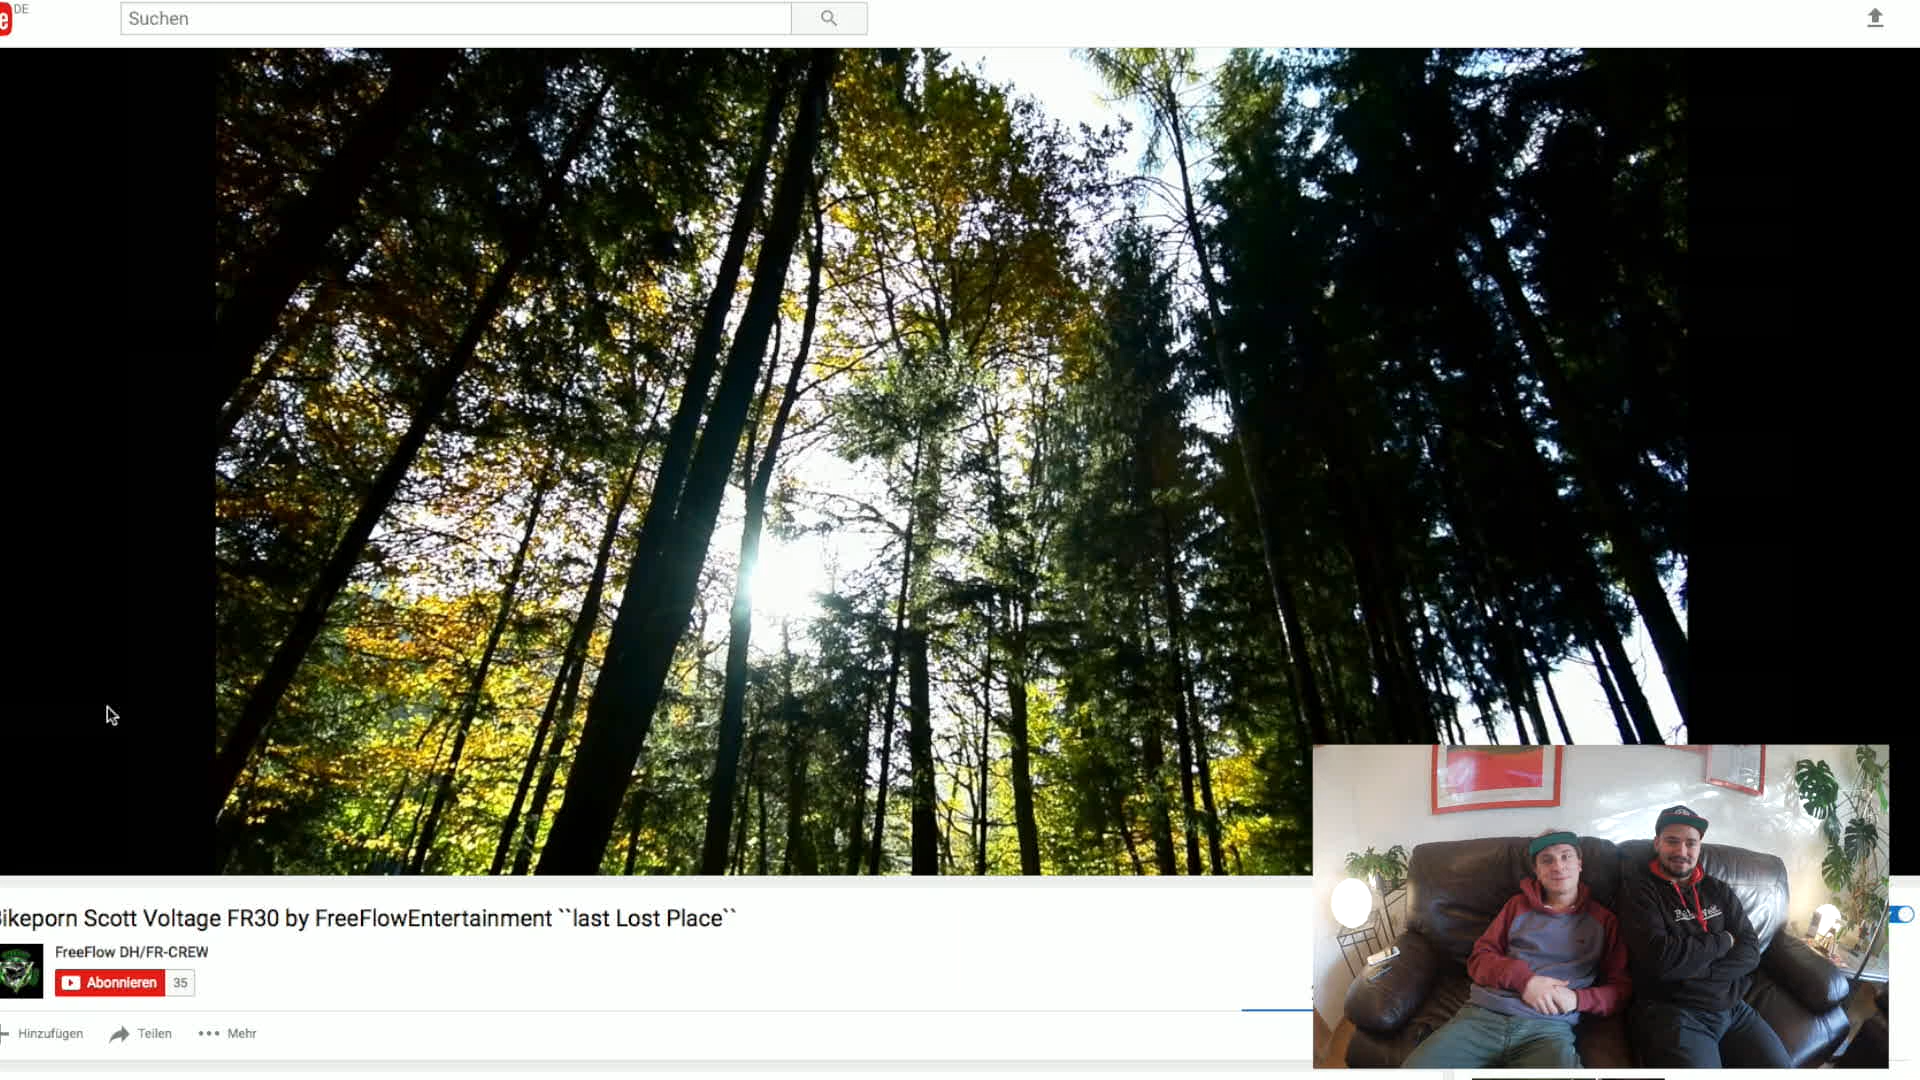 DE
Suchen
ikeporn Scott Voltage FR30 by FreeFlowEntertainment ``last Lost Place``
FreeFlow DH/FR-CREW
Abonnieren 35
Hinzufügen Teilen Mehr